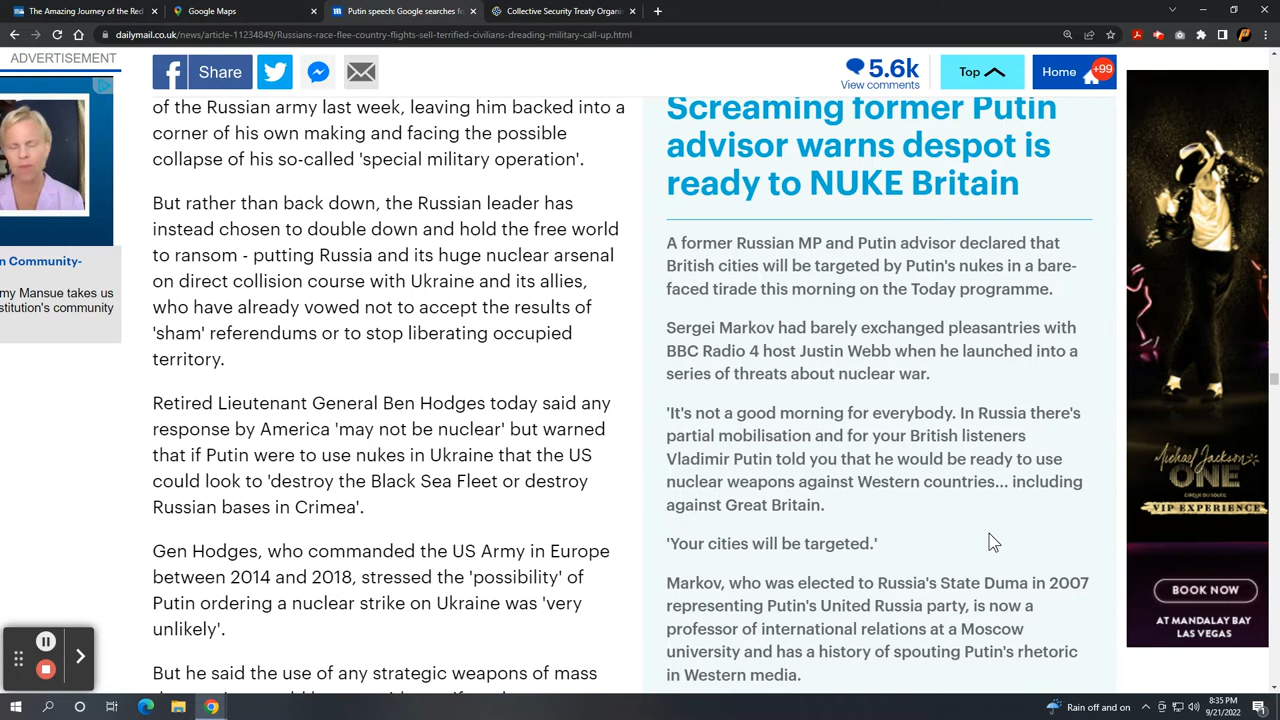 The Amazing Journey of the Red
Google Maps
Putin speech: Google searches fo
Collective Security Treaty Organi
dailymail.co.uk/news/article-11234849/Russians-race-flee-country-flights-sell-terrified-civilians-dreading-military-call-up.html
ADVERTISEMENT
Share
5.6k
View comments
Top
Home
+99
n Community-
my Mansue takes us
stitution's community
of the Russian army last week, leaving him backed into a
corner of his own making and facing the possible
collapse of his so-called 'special military operation'.
But rather than back down, the Russian leader has
instead chosen to double down and hold the free world
to ransom - putting Russia and its huge nuclear arsenal
on direct collision course with Ukraine and its allies,
who have already vowed not to accept the results of
'sham' referendums or to stop liberating occupied
territory.
Retired Lieutenant General Ben Hodges today said any
response by America 'may not be nuclear' but warned
that if Putin were to use nukes in Ukraine that the US
could look to 'destroy the Black Sea Fleet or destroy
Russian bases in Crimea'.
Gen Hodges, who commanded the US Army in Europe
between 2014 and 2018, stressed the 'possibility' of
Putin ordering a nuclear strike on Ukraine was 'very
unlikely'.
But he said the use of any strategic weapons of mass
Screaming former Putin
advisor warns despot is
ready to NUKE Britain
A former Russian MP and Putin advisor declared that
British cities will be targeted by Putin's nukes in a bare-
faced tirade this morning on the Today programme.
Sergei Markov had barely exchanged pleasantries with
BBC Radio 4 host Justin Webb when he launched into a
series of threats about nuclear war.
'It's not a good morning for everybody. In Russia there's
partial mobilisation and for your British listeners
Vladimir Putin told you that he would be ready to use
nuclear weapons against Western countries... including
against Great Britain.
'Your cities will be targeted.'
Markov, who was elected to Russia's State Duma in 2007
representing Putin's United Russia party, is now a
professor of international relations at a Moscow
university and has a history of spouting Putin's rhetoric
in Western media.
Michael Jackson
ONE
CIRQUE DU SOLEIL
VIP EXPERIENCE
BOOK NOW
AT MANDALAY BAY
LAS VEGAS
Rain off and on
8:35 PM
9/21/2022